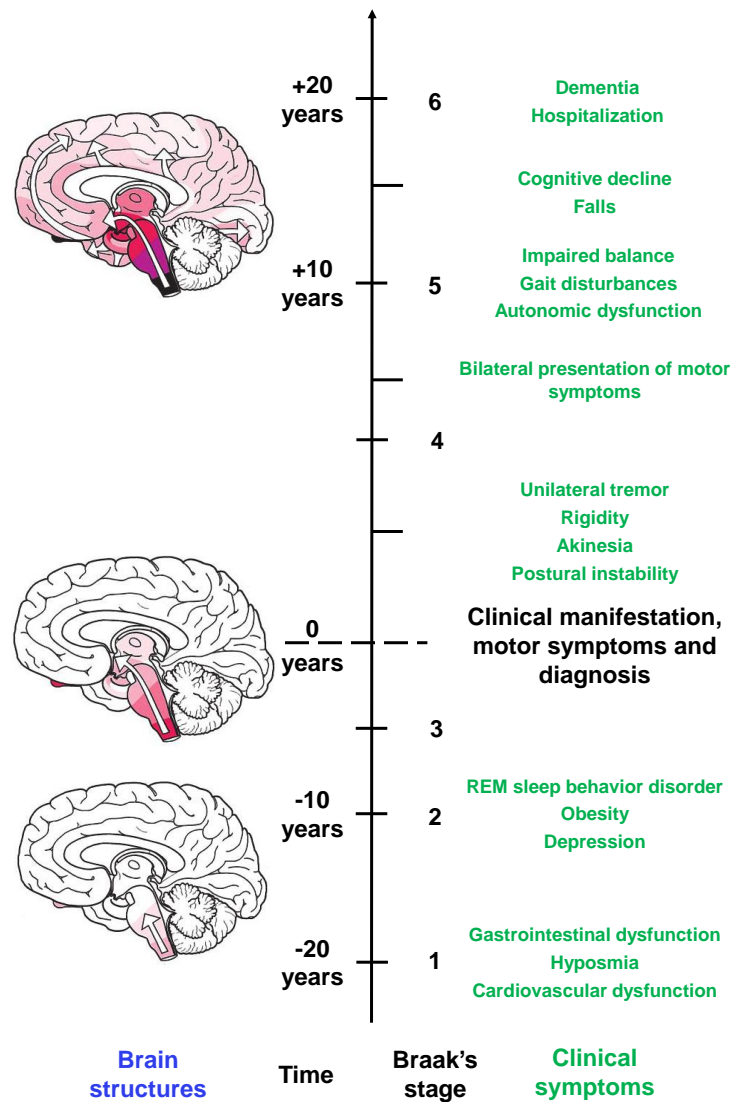 +20
years
6
Dementia
Hospitalization
Cognitive decline
Falls
+10
years
5
Impaired balance
Gait disturbances
Autonomic dysfunction
Bilateral presentation of motor
symptoms
4
Unilateral tremor
Rigidity
Akinesia
Postural instability
0
years
Clinical manifestation,
motor symptoms and
diagnosis
3
-10
years
2
REM sleep behavior disorder
Obesity
Depression
-20
years
1
Gastrointestinal dysfunction
Hyposmia
Cardiovascular dysfunction
Brain
structures
Time
Braak's
stage
Clinical
symptoms